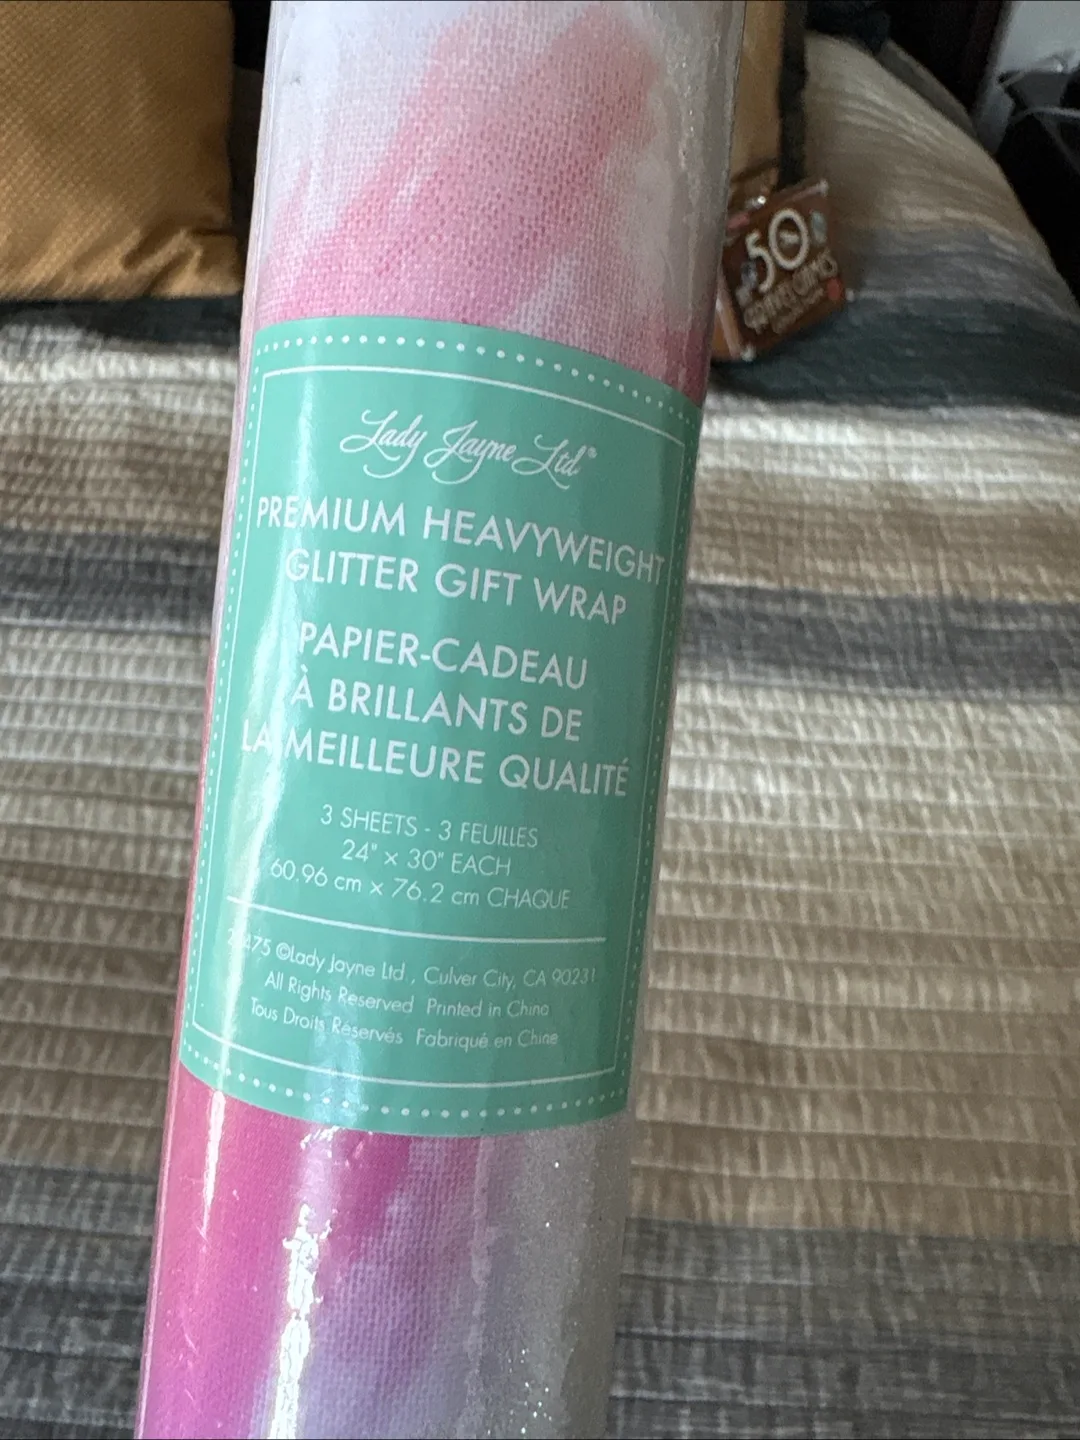 Lady Jayne Ltd®
PREMIUM HEAVYWEIGHT
GLITTER GIFT WRAP
PAPIER-CADEAU
À BRILLANTS DE
LA MEILLEURE QUALITÉ
3 SHEETS - 3 FEUILLES
24" x 30" EACH
60.96 cm x 76.2 cm CHAQUE
©Lady Jayne Ltd., Culver City, CA 90231
All Rights Reserved Printed in China
Tous Droits Réservés Fabriqué en Chine
50